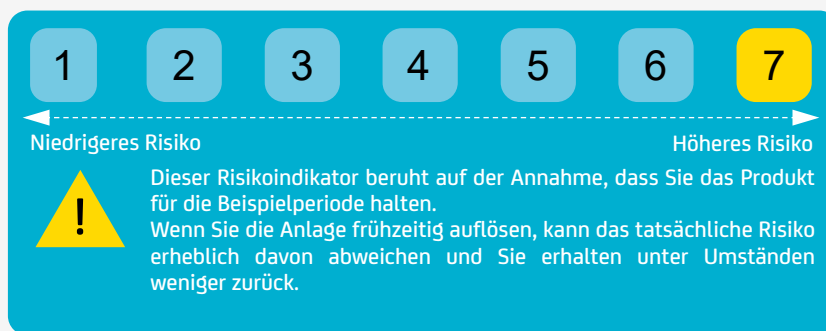 1 2 3 4 5 6 7
Niedrigeres Risiko Höheres Risiko
! Dieser Risikoindikator beruht auf der Annahme, dass Sie das Produkt
für die Beispielperiode halten.
Wenn Sie die Anlage frühzeitig auflösen, kann das tatsächliche Risiko
erheblich davon abweichen und Sie erhalten unter Umständen
weniger zurück.